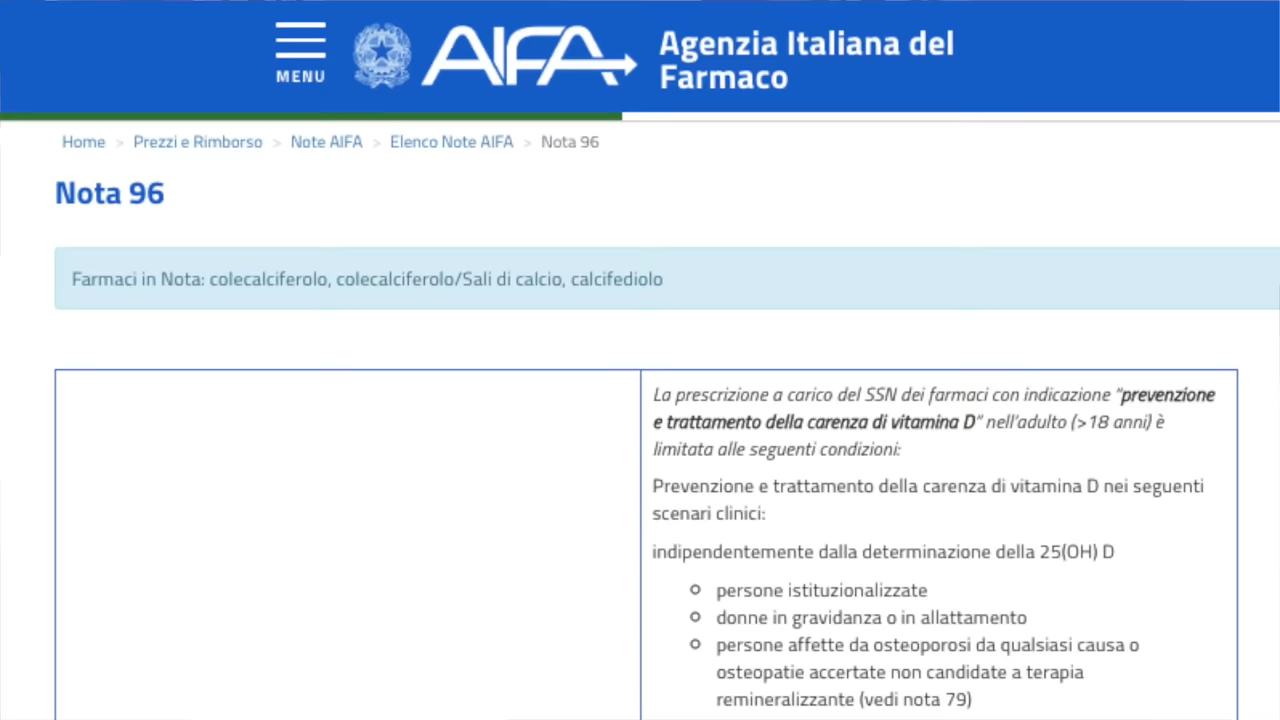 MENU
AIFA
Agenzia Italiana del
Farmaco
Home > Prezzi e Rimborso > Note AIFA > Elenco Note AIFA > Nota 96
Nota 96
Farmaci in Nota: colecalciferolo, colecalciferolo/Sali di calcio, calcifediolo
La prescrizione a carico del SSN dei farmaci con indicazione "prevenzione
e trattamento della carenza di vitamina D" nell'adulto (>18 anni) è
limitata alle seguenti condizioni:
Prevenzione e trattamento della carenza di vitamina D nei seguenti
scenari clinici:
indipendentemente dalla determinazione della 25(OH) D
persone istituzionalizzate
donne in gravidanza o in allattamento
persone affette da osteoporosi da qualsiasi causa o
osteopatie accertate non candidate a terapia
remineralizzante (vedi nota 79)